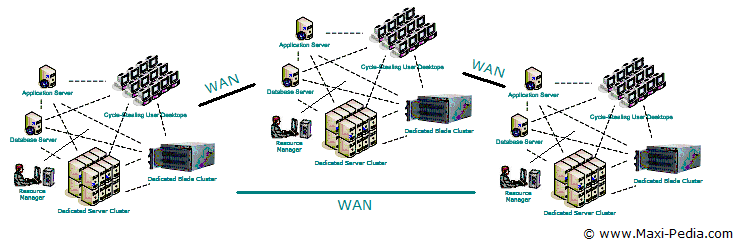 Application Server
Cycle-Stealing User Desktops
Database Server
Dedicated Blade Cluster
Resource
Manager
Dedicated Server Cluster
WAN
Application Server
Cycle-Stealing User Desktops
Database Server
Dedicated Blade Cluster
Resource
Manager
Dedicated Server Cluster
WAN
Application Server
Cycle-Stealing User Desktops
Database Server
Dedicated Blade Cluster
Resource
Manager
Dedicated Server Cluster
WAN
© www.Maxi-Pedia.com